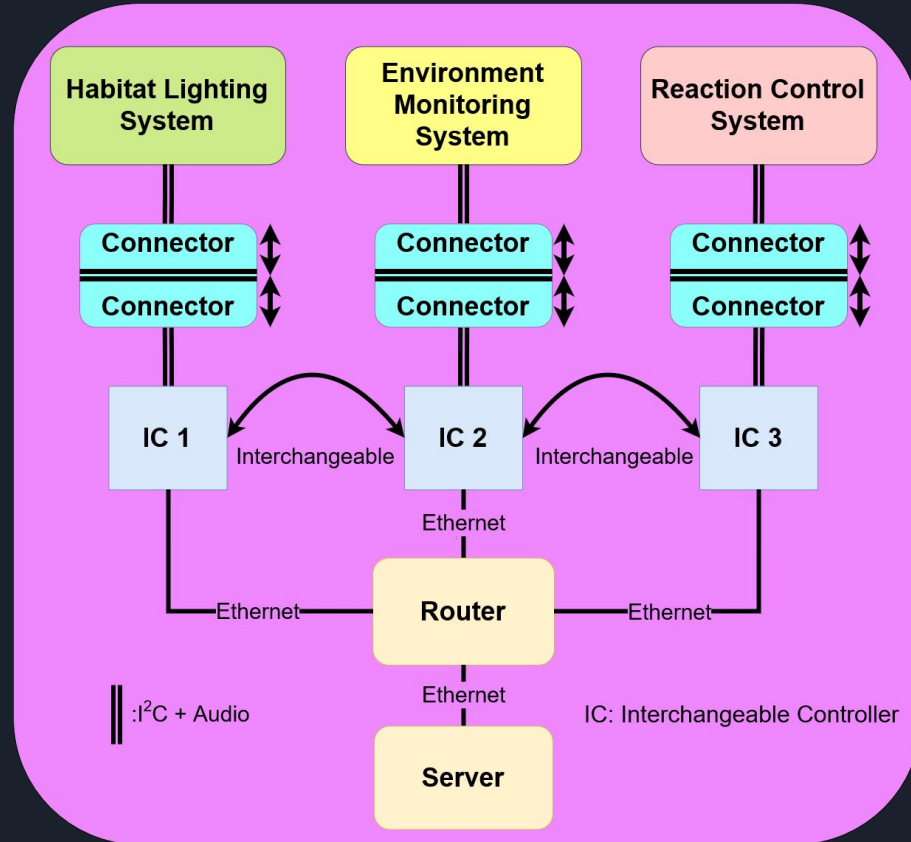 Habitat Lighting
System
Environment
Monitoring
System
Reaction Control
System
Connector
Connector
Connector
Connector
Connector
Connector
IC 1
IC 2
IC 3
Interchangeable
Interchangeable
Ethernet
Ethernet
Router
Ethernet
Ethernet
:I²C + Audio
IC: Interchangeable Controller
Server